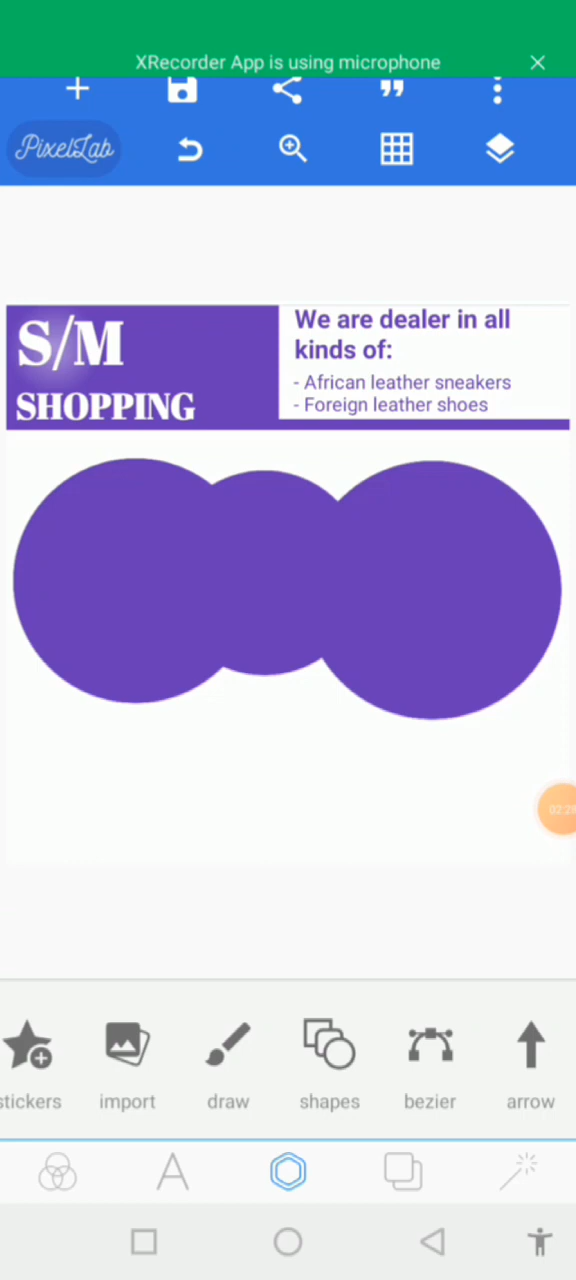 XRecorder App is using microphone
PixelLab
S/M
SHOPPING
We are dealer in all
kinds of:
- African leather sneakers
- Foreign leather shoes
stickers import draw shapes bezier arrow